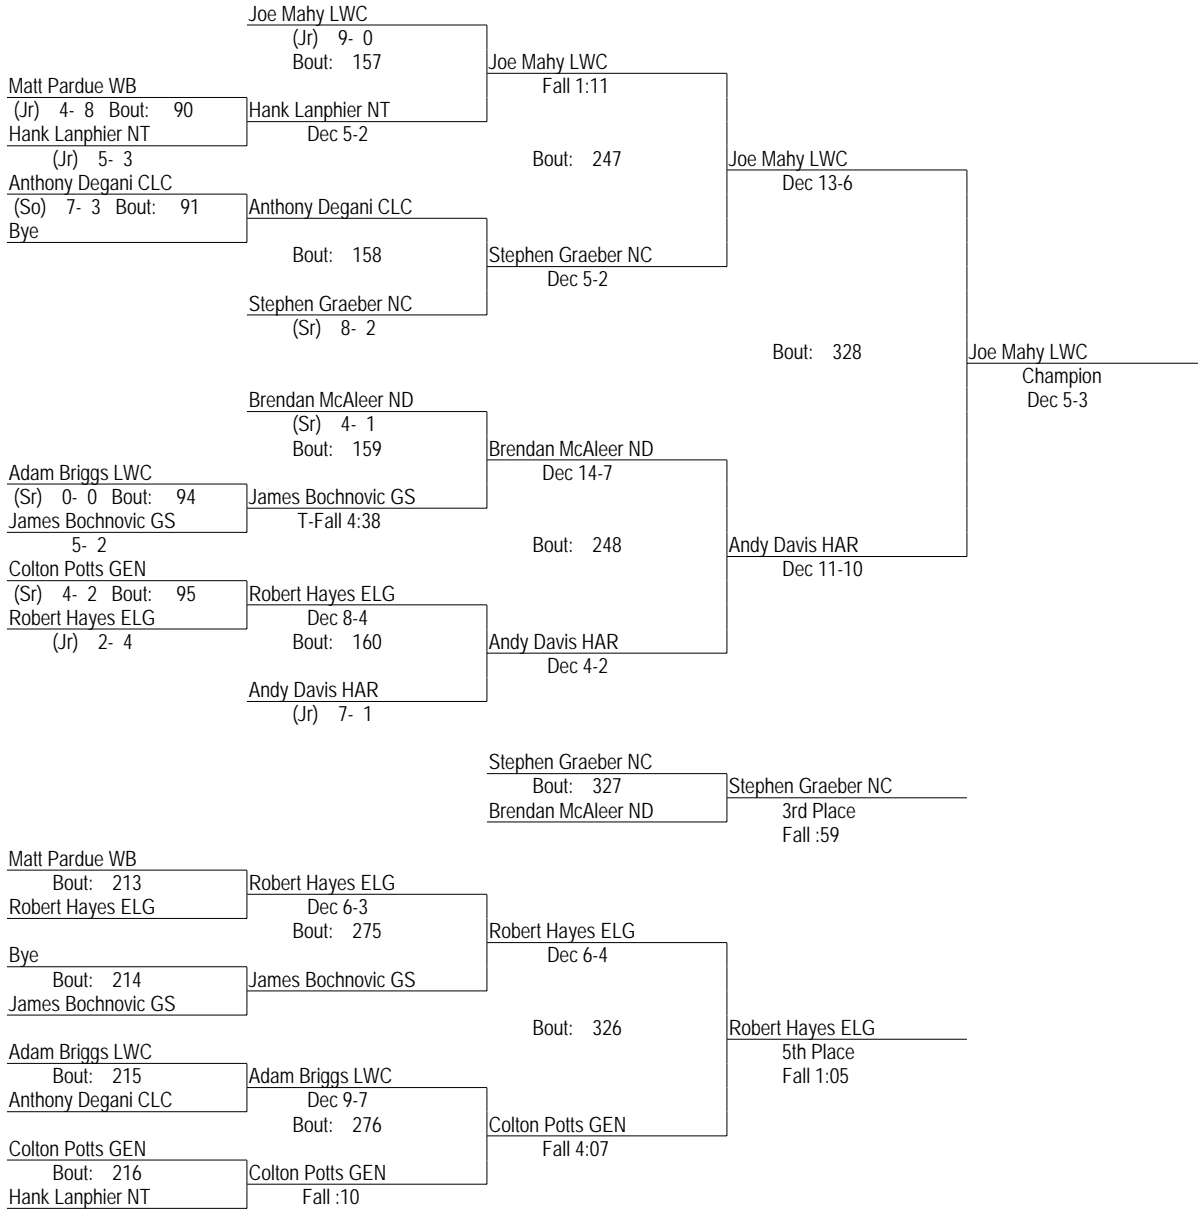 Joe Mahy LWC
(Jr) 9- 0
Bout: 157
Joe Mahy LWC
Fall 1:11
Matt Pardue WB
(Jr) 4- 8 Bout: 90
Hank Lanphier NT
Dec 5-2
Hank Lanphier NT
(Jr) 5- 3
Bout: 247
Joe Mahy LWC
Dec 13-6
Anthony Degani CLC
(So) 7- 3 Bout: 91
Anthony Degani CLC
Bye
Bout: 158
Stephen Graeber NC
Dec 5-2
Stephen Graeber NC
(Sr) 8- 2
Bout: 328
Joe Mahy LWC
Champion
Dec 5-3
Brendan McAleer ND
(Sr) 4- 1
Bout: 159
Brendan McAleer ND
Dec 14-7
Adam Briggs LWC
(Sr) 0- 0 Bout: 94
James Bochnovic GS
T-Fall 4:38
James Bochnovic GS
5- 2
Bout: 248
Andy Davis HAR
Dec 11-10
Colton Potts GEN
(Sr) 4- 2 Bout: 95
Robert Hayes ELG
Dec 8-4
Robert Hayes ELG
(Jr) 2- 4
Bout: 160
Andy Davis HAR
Dec 4-2
Andy Davis HAR
(Jr) 7- 1
Stephen Graeber NC
Bout: 327
Stephen Graeber NC
Brendan McAleer ND
3rd Place
Fall :59
Matt Pardue WB
Bout: 213
Robert Hayes ELG
Dec 6-3
Robert Hayes ELG
Bout: 275
Robert Hayes ELG
Dec 6-4
Bye
Bout: 214
James Bochnovic GS
James Bochnovic GS
Bout: 326
Robert Hayes ELG
5th Place
Fall 1:05
Adam Briggs LWC
Bout: 215
Adam Briggs LWC
Dec 9-7
Anthony Degani CLC
Bout: 276
Colton Potts GEN
Fall 4:07
Colton Potts GEN
Bout: 216
Colton Potts GEN
Fall :10
Hank Lanphier NT